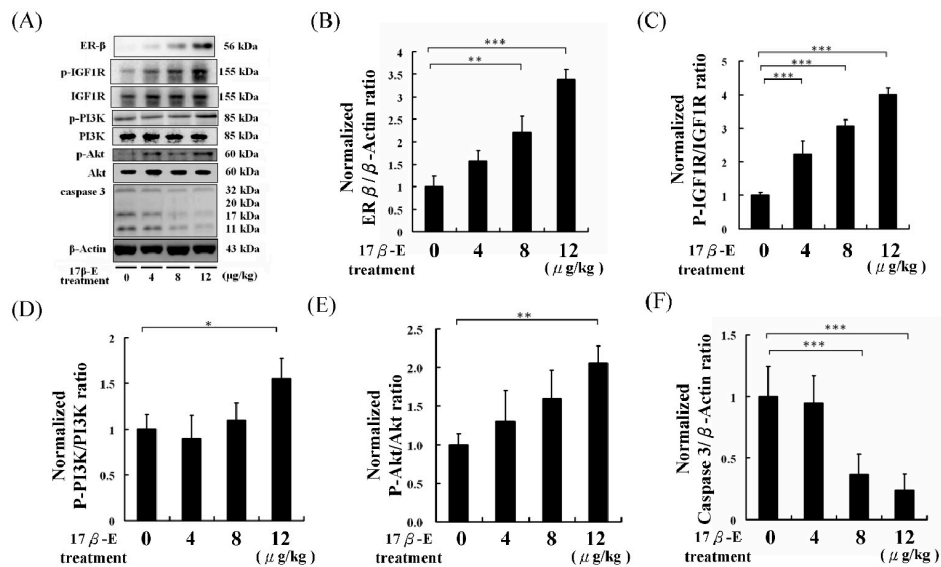 (A)
ER-β 56 kDa
p-IGF1R 155 kDa
IGF1R 155 kDa
p-PI3K 85 kDa
PI3K 85 kDa
p-Akt 60 kDa
Akt 60 kDa
caspase 3 32 kDa
20 kDa
17 kDa
11 kDa
β-Actin 43 kDa
17β-E
treatment 0 4 8 12 (μg/kg)
(B)
Normalized
ER β/β-Actin ratio
4
3.5
3
2.5
2
1.5
1
0.5
0
***
**
17 β-E 0 4 8 12
treatment (μg/kg)
(C)
Normalized
P-IGF1R/IGF1R ratio
5
4
3
2
1
0
***
***
***
17 β-E 0 4 8 12
treatment (μg/kg)
(D)
Normalized
P-PI3K/PI3K ratio
2
1.5
1
0.5
0
*
17 β-E 0 4 8 12
treatment (μg/kg)
(E)
Normalized
P-Akt/Akt ratio
2.5
2.0
1.5
1.0
0.5
0
**
17 β-E 0 4 8 12
treatment (μg/kg)
(F)
Normalized
Caspase 3/β-Actin ratio
1.5
1
0.5
0
***
***
17 β-E 0 4 8 12
treatment (μg/kg)